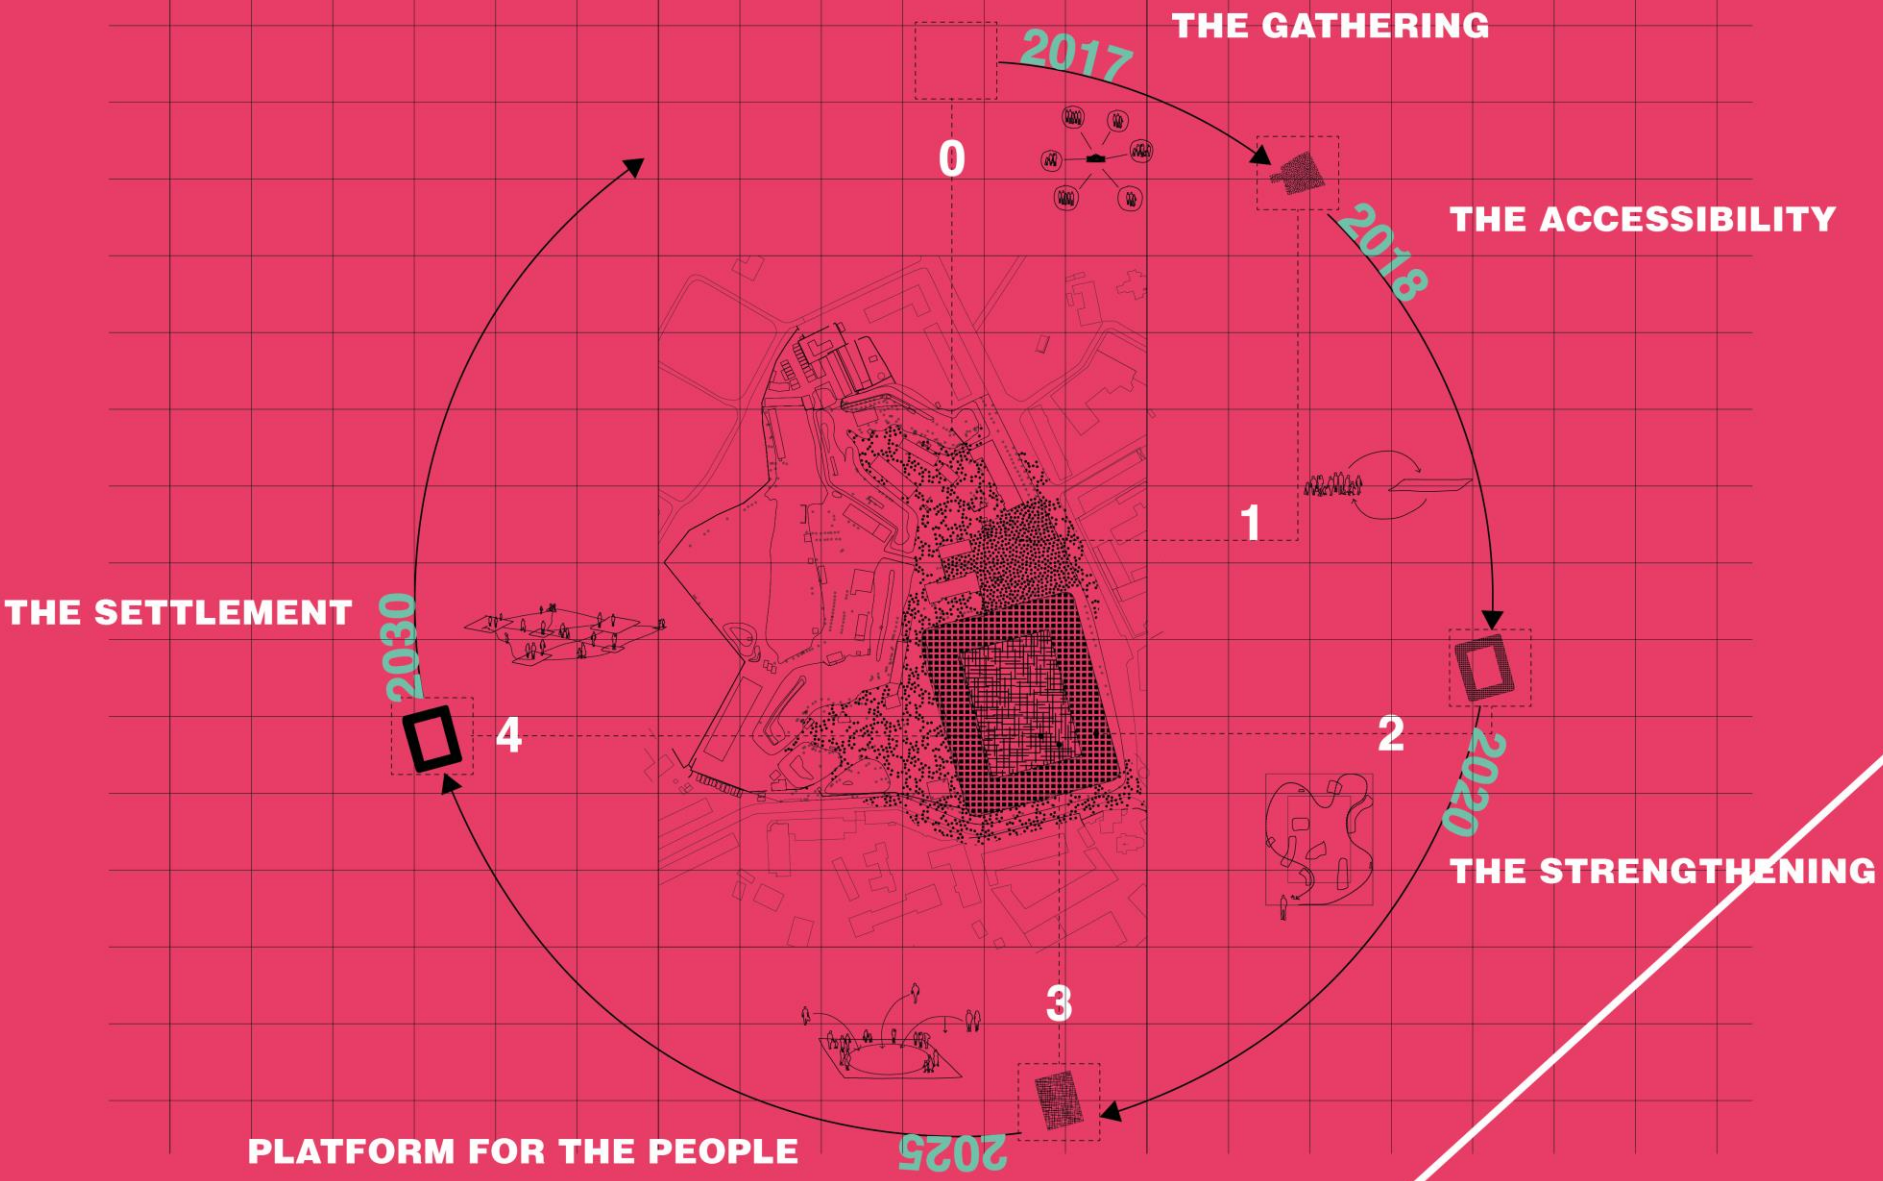 THE GATHERING
2017
0
THE ACCESSIBILITY
2018
1
THE SETTLEMENT
2030
4
2
2020
THE STRENGTHENING
3
PLATFORM FOR THE PEOPLE
2025